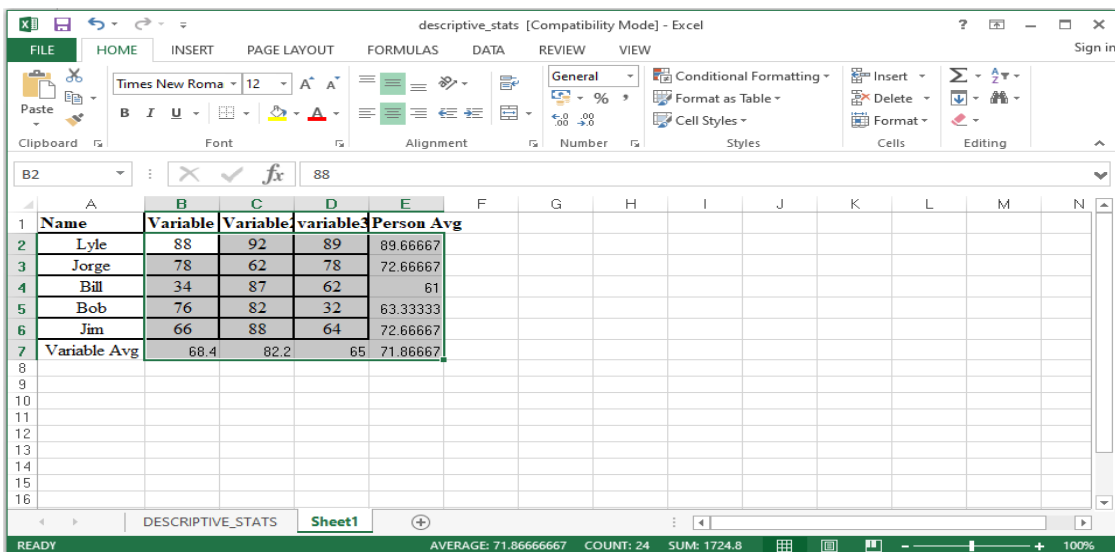 descriptive_stats [Compatibility Mode] - Excel ?
FILE HOME INSERT PAGE LAYOUT FORMULAS DATA REVIEW VIEW Sign in
Paste Times New Roma 12 A A General Conditional Formatting Insert
B I U A % Format as Table Delete
Cell Styles Format
Clipboard Font Alignment Number Styles Cells Editing
B2 fx 88
A B C D E F G H I J K L M N
1 Name Variable Variable2 variable3 Person Avg
2 Lyle 88 92 89 89.66667
3 Jorge 78 62 78 72.66667
4 Bill 34 87 62 61
5 Bob 76 82 32 63.33333
6 Jim 66 88 64 72.66667
7 Variable Avg 68.4 82.2 65 71.86667
8
9
10
11
12
13
14
15
16
DESCRIPTIVE_STATS Sheet1
READY AVERAGE: 71.86666667 COUNT: 24 SUM: 1724.8 100%